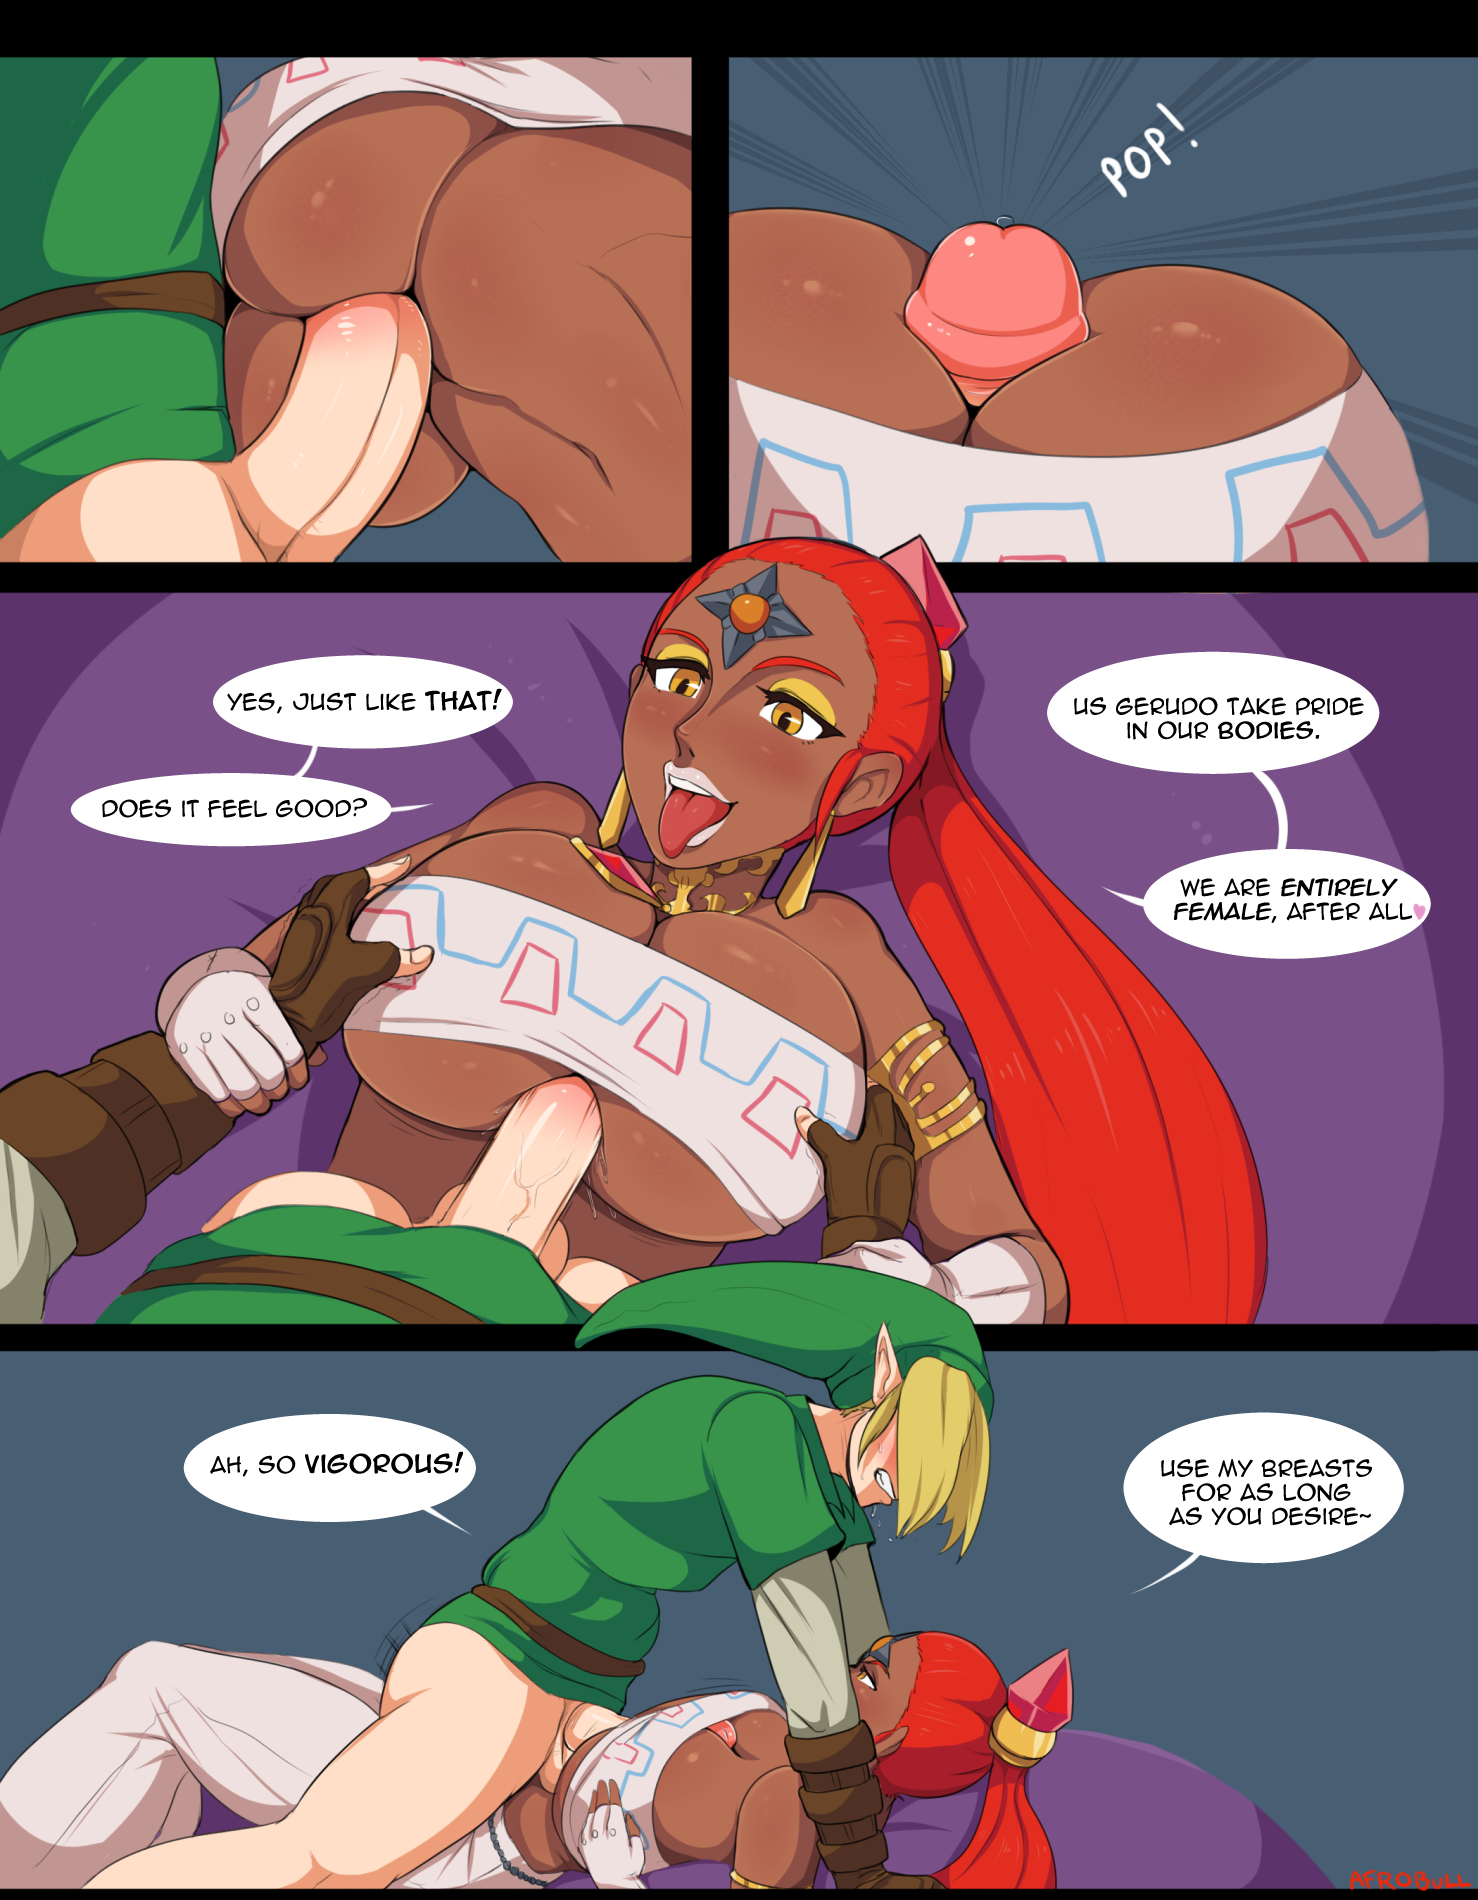 POP!
YES, JUST LIKE THAT!
DOES IT FEEL GOOD?
US GERUDO TAKE PRIDE
IN OUR BODIES.
WE ARE ENTIRELY
FEMALE, AFTER ALL
AH, SO VIGOROUS!
USE MY BREASTS
FOR AS LONG
AS YOU DESIRE~
AFROBULL